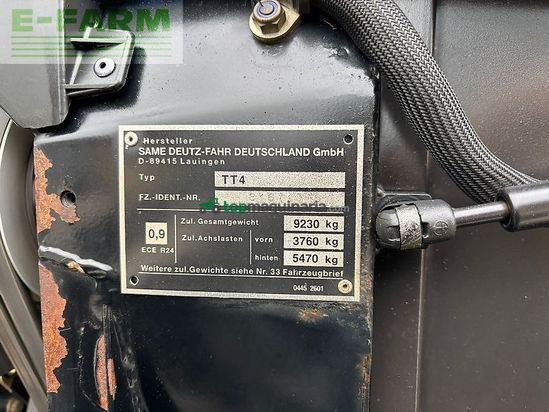 E-FARM
Hersteller
SAME DEUTZ-FAHR DEUTSCHLAND GmbH
D-89415 Lauingen
Typ TT4
FZ.-IDENT.-NR.
topmaquinaria.com
0,9
ECE R24
Zul. Gesamtgewicht 9230 kg
Zul. Achslasten vorn 3760 kg
hinten 5470 kg
Weitere zul. Gewichte siehe Nr. 33 Fahrzeugbrief
0445 2601